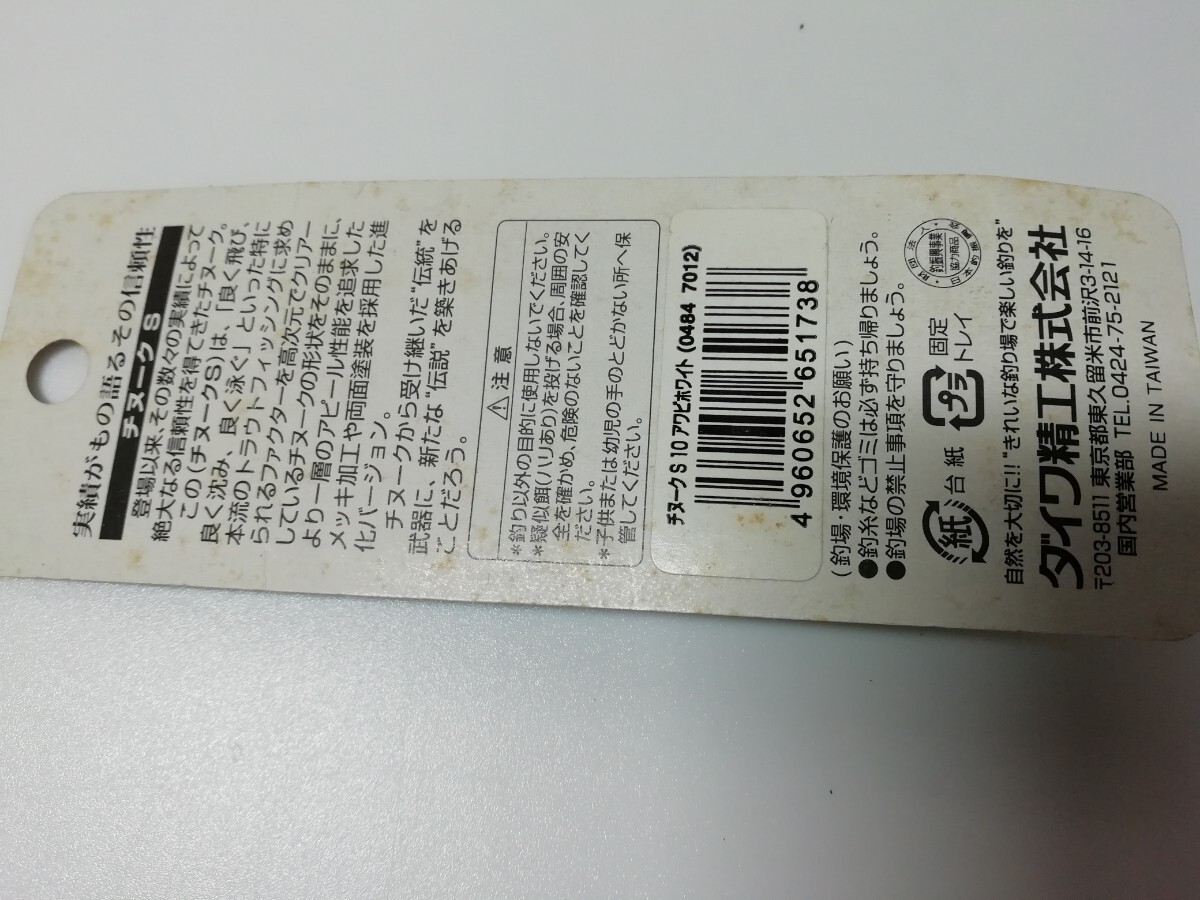 実績がもの語るその信頼性
チヌーク S
登場以来、その数々の実績によって
絶大なる信頼性を得てきたチヌーク。
この(チヌークS)は、「良く飛び、
良く沈み、良く泳ぐ」といった特に
本流のトラウトフィッシングに求め
られるファクターを高次元でクリアー
しているチヌークの形状をそのままに、
より一層のアピール性能を追求した
メッキ加工や両面塗装を採用した進
化バージョン。
チヌークから受け継いだ"伝統"を
武器に、新たな"伝説"を築きあげる
ことだろう。
注意
*釣り以外の目的に使用しないでください。
*疑似餌(ハリあり)を投げる場合、周囲の安
全を確かめ、危険のないことを確認してく
ださい。
*子供または幼児の手のとどかない所へ保
管してください。
チヌーク S 10 アワビホワイト (0484 7012)
4 960652 651738
(釣場・環境保護のお願い)
●釣糸などゴミは必ず持ち帰りましょう。
●釣場の禁止事項を守りましょう。
紙 台紙 プラ 固定トレイ
財団法人
釣振興事業
協力商品
日本釣振興会
自然を大切に!!"きれいな釣り場で楽しい釣りを"
ダイワ精工株式会社
〒203-8511 東京都東久留米市前沢3-14-16
国内営業部 TEL.0424-75-2121
MADE IN TAIWAN